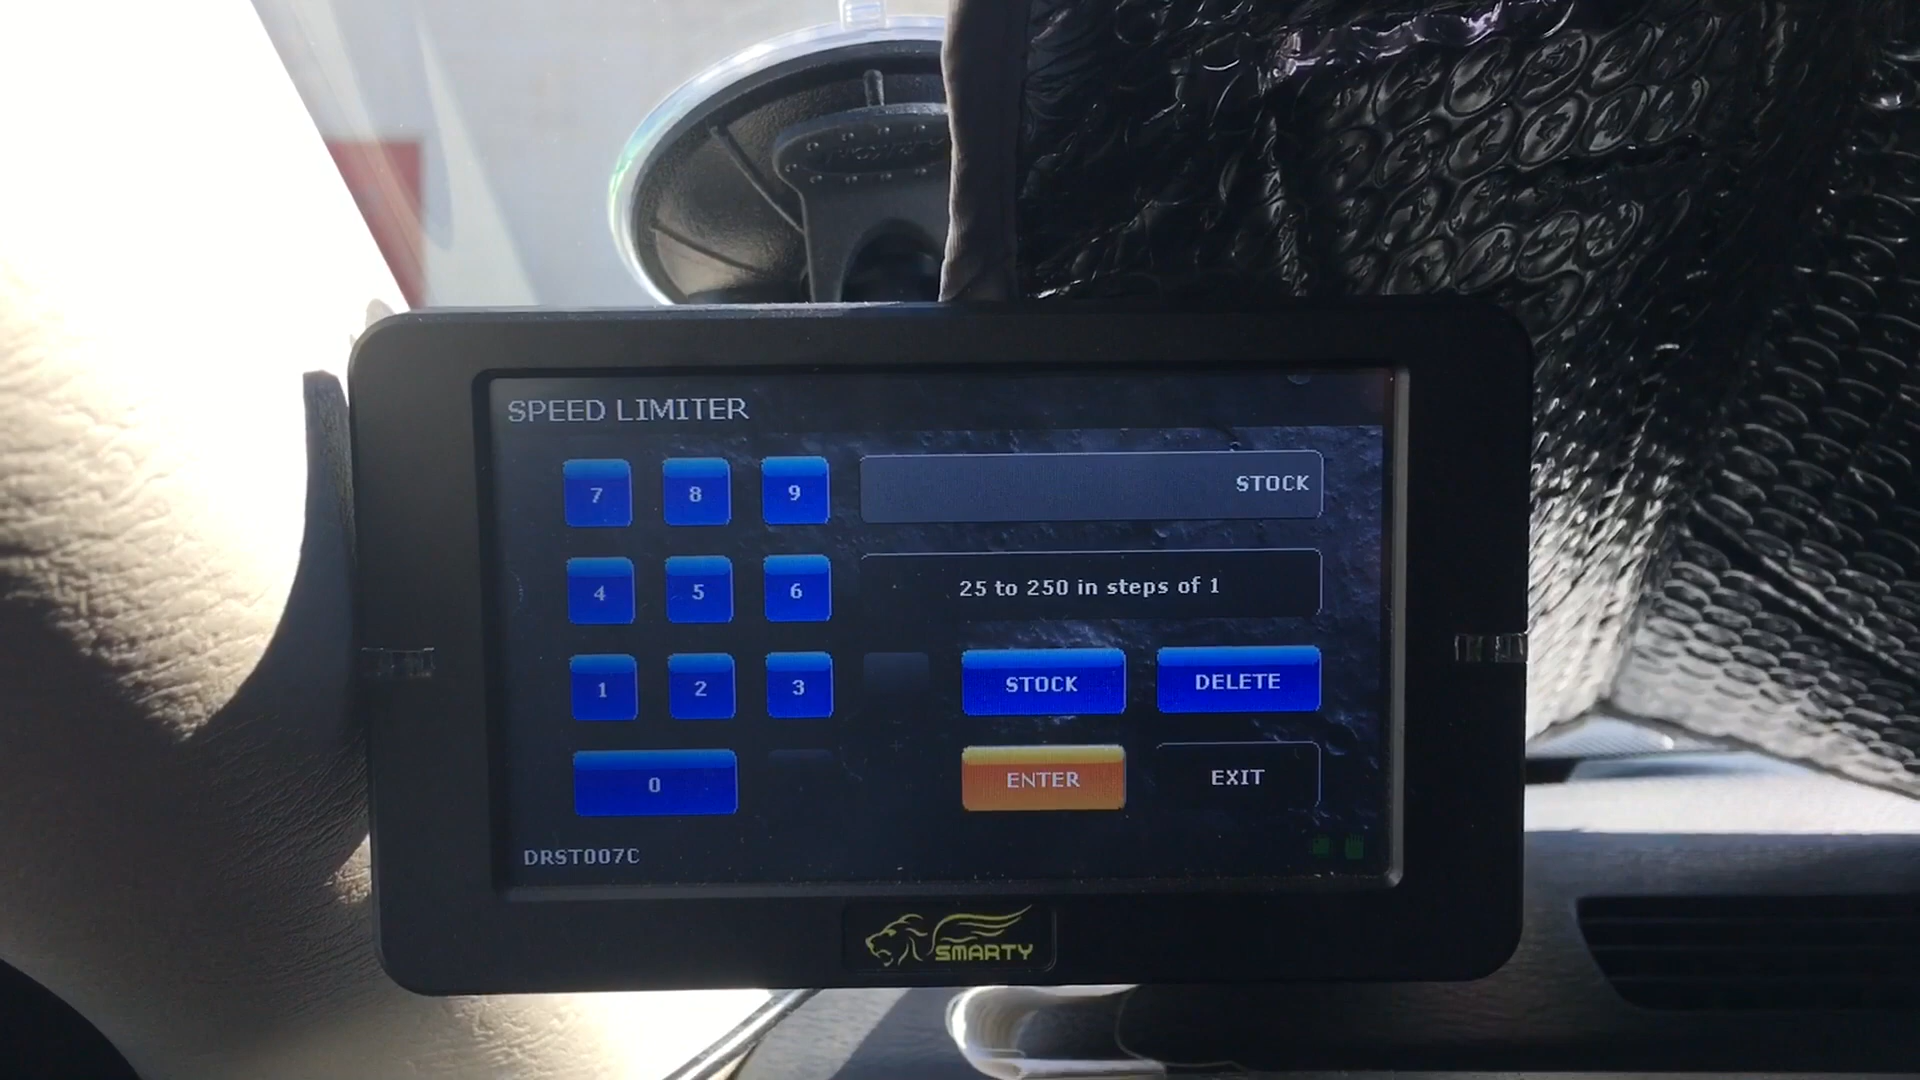 SPEED LIMITER
7 8 9 STOCK
4 5 6 25 to 250 in steps of 1
1 2 3 STOCK DELETE
0 ENTER EXIT
DRST007C
SMARTY